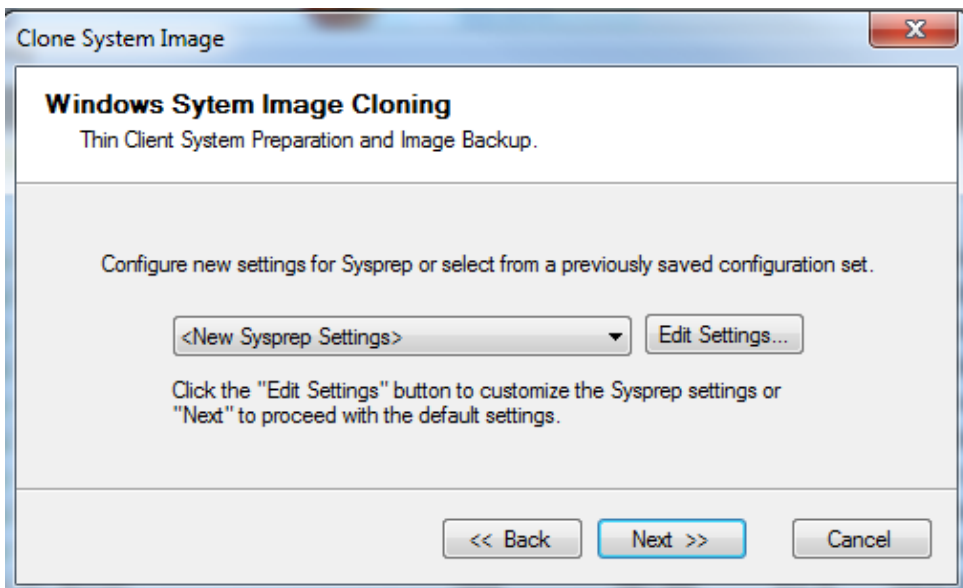 Clone System Image
Windows Sytem Image Cloning
Thin Client System Preparation and Image Backup.
Configure new settings for Sysprep or select from a previously saved configuration set.
<New Sysprep Settings>
Edit Settings...
Click the "Edit Settings" button to customize the Sysprep settings or
"Next" to proceed with the default settings.
<< Back
Next >>
Cancel